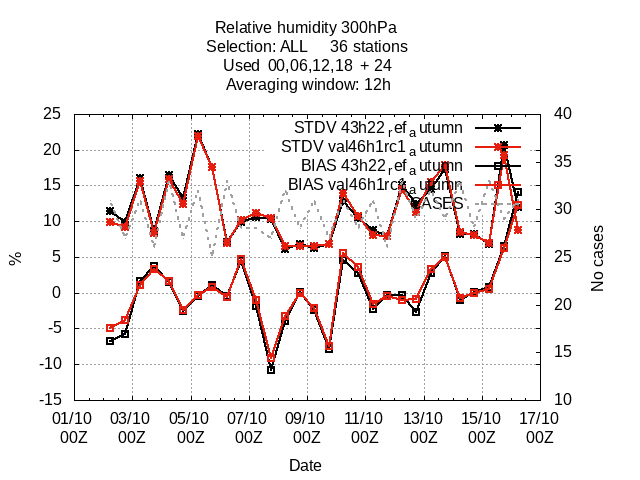 Relative humidity 300hPa
Selection: ALL 36 stations
Used 00,06,12,18 + 24
Averaging window: 12h
25 40
STDV 43h22ref_autumn
STDV val46h1rc1_autumn
BIAS 43h22ref_autumn
BIAS val46h1rc1_autumn
CASES
20 35
15 30
10
5 25
0
-5 20
-10 15
-15 10
%
No cases
01/10 03/10 05/10 07/10 09/10 11/10 13/10 15/10 17/10
00Z 00Z 00Z 00Z 00Z 00Z 00Z 00Z 00Z
Date